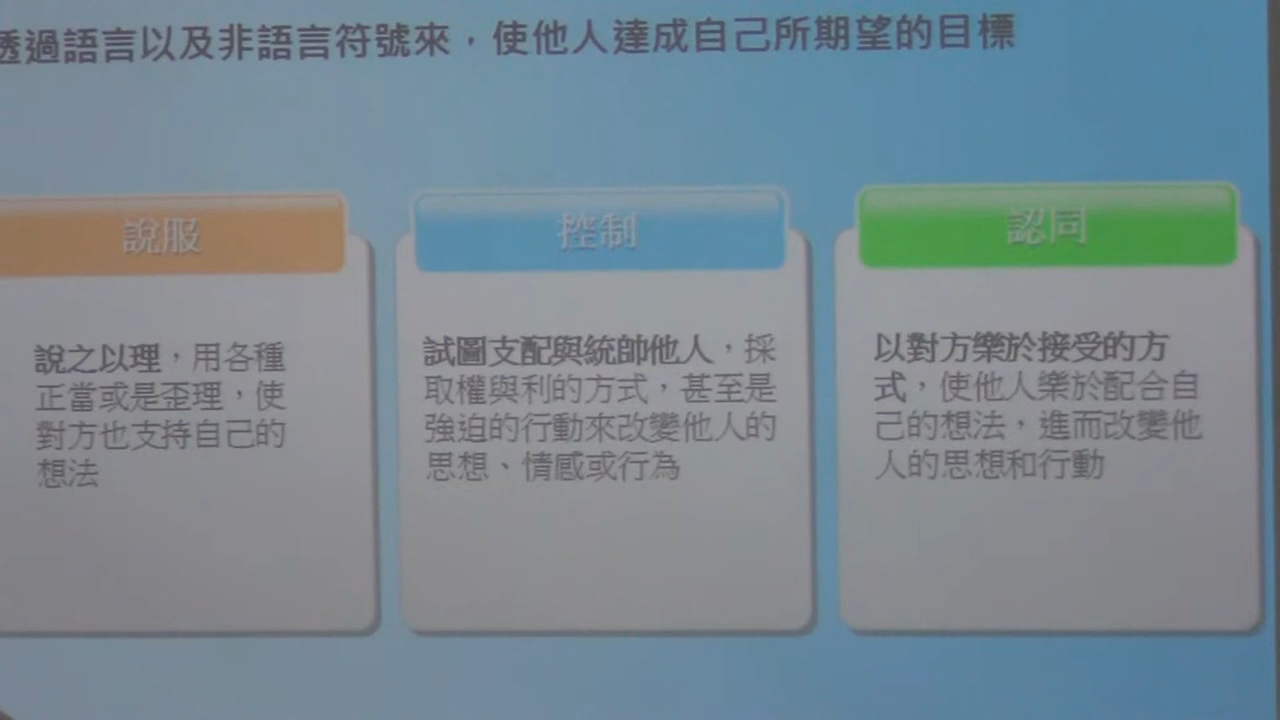 透過語言以及非語言符號來，使他人達成自己所期望的目標
說服
說之以理，用各種
正當或是歪理，使
對方也支持自己的
想法
控制
試圖支配與統帥他人，採
取權與利的方式，甚至是
強迫的行動來改變他人的
思想、情感或行為
認同
以對方樂於接受的方
式，使他人樂於配合自
己的想法，進而改變他
人的思想和行動